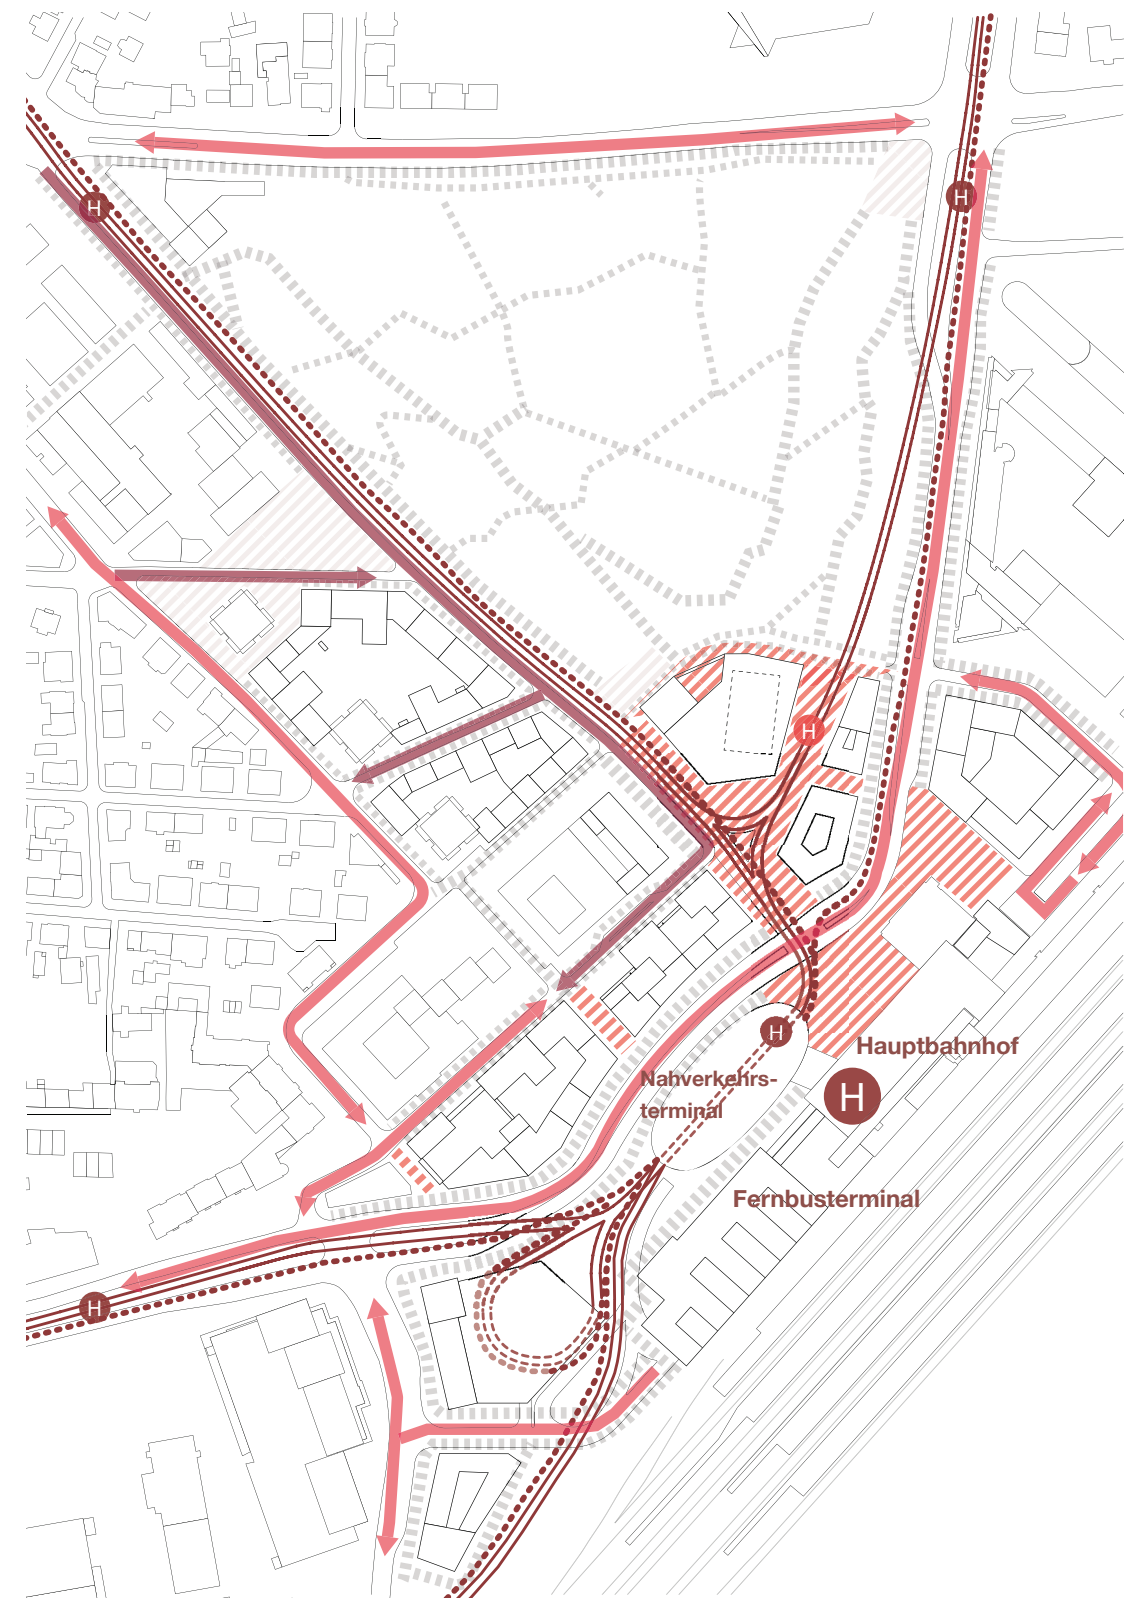 H
H
H
H
Hauptbahnhof
Nahverkehrs-
terminal
H
Fernbusterminal
H